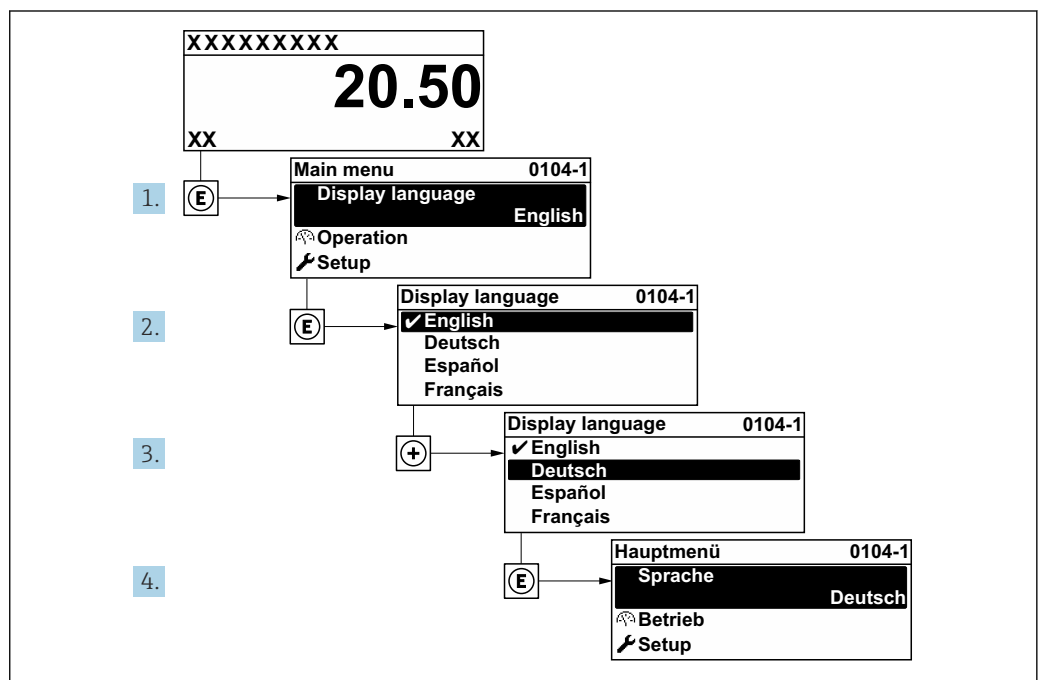 XXXXXXXXX
20.50
XX XX
1. E
Main menu 0104-1
Display language
English
Operation
Setup
2. E
Display language 0104-1
✔English
Deutsch
Español
Français
3. +
Display language 0104-1
✔English
Deutsch
Español
Français
4. E
Hauptmenü 0104-1
Sprache
Deutsch
Betrieb
Setup